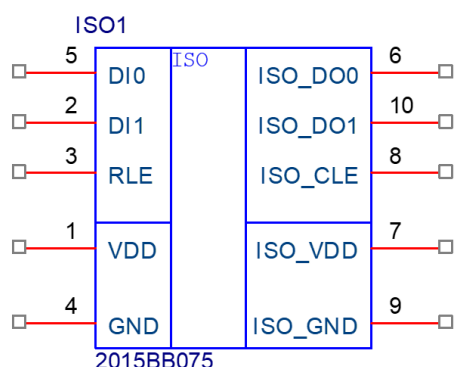 ISO1
5 DI0 ISO ISO_DO0 6
2 DI1 ISO_DO1 10
3 RLE ISO_CLE 8
1 VDD ISO_VDD 7
4 GND ISO_GND 9
2015BB075